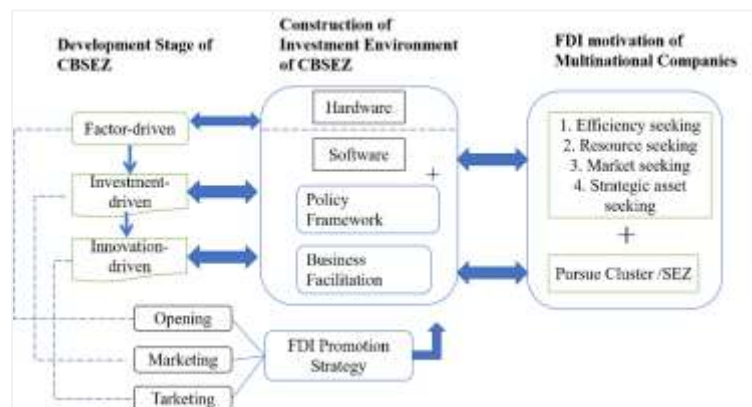 Development Stage of
CBSEZ
Construction of
Investment Environment
of CBSEZ
FDI motivation of
Multinational Companies
Factor-driven
Investment-
driven
Innovation-
driven
Hardware
Software
+
Policy
Framework
Business
Facilitation
1. Efficiency seeking
2. Resource seeking
3. Market seeking
4. Strategic asset
seeking
+
Pursue Cluster /SEZ
Opening
Marketing
Tarketing
FDI Promotion
Strategy